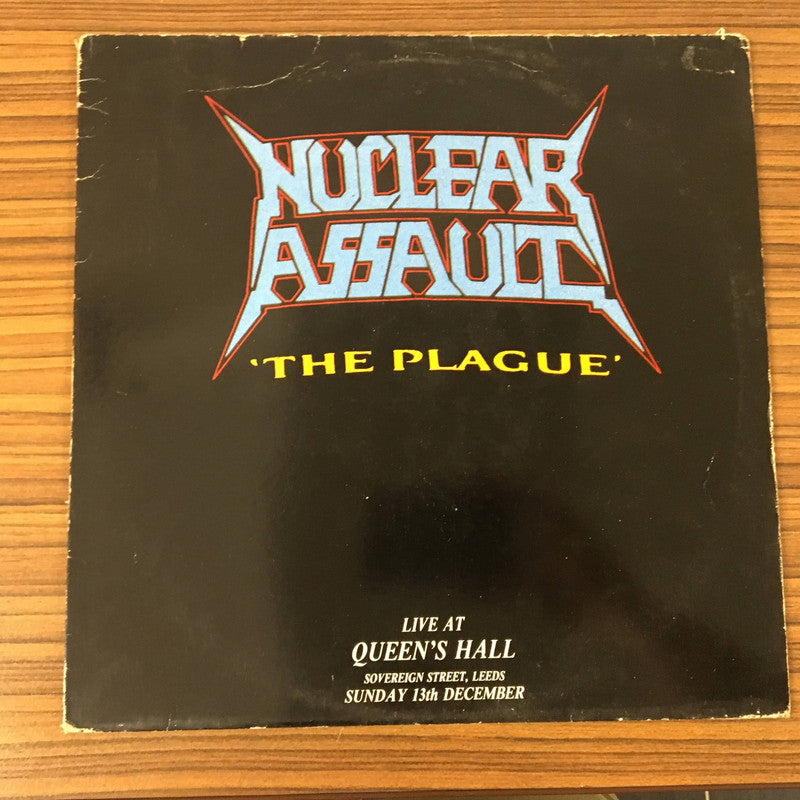 NUCLEAR
ASSAULT
'THE PLAGUE'
LIVE AT
QUEEN'S HALL
SOVEREIGN STREET, LEEDS
SUNDAY 13th DECEMBER